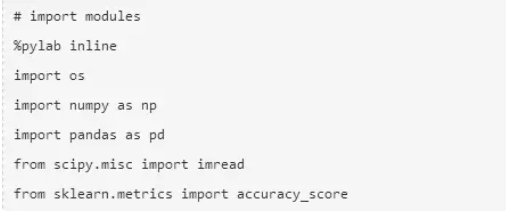 # import modules
%pylab inline
import os
import numpy as np
import pandas as pd
from scipy.misc import imread
from sklearn.metrics import accuracy_score